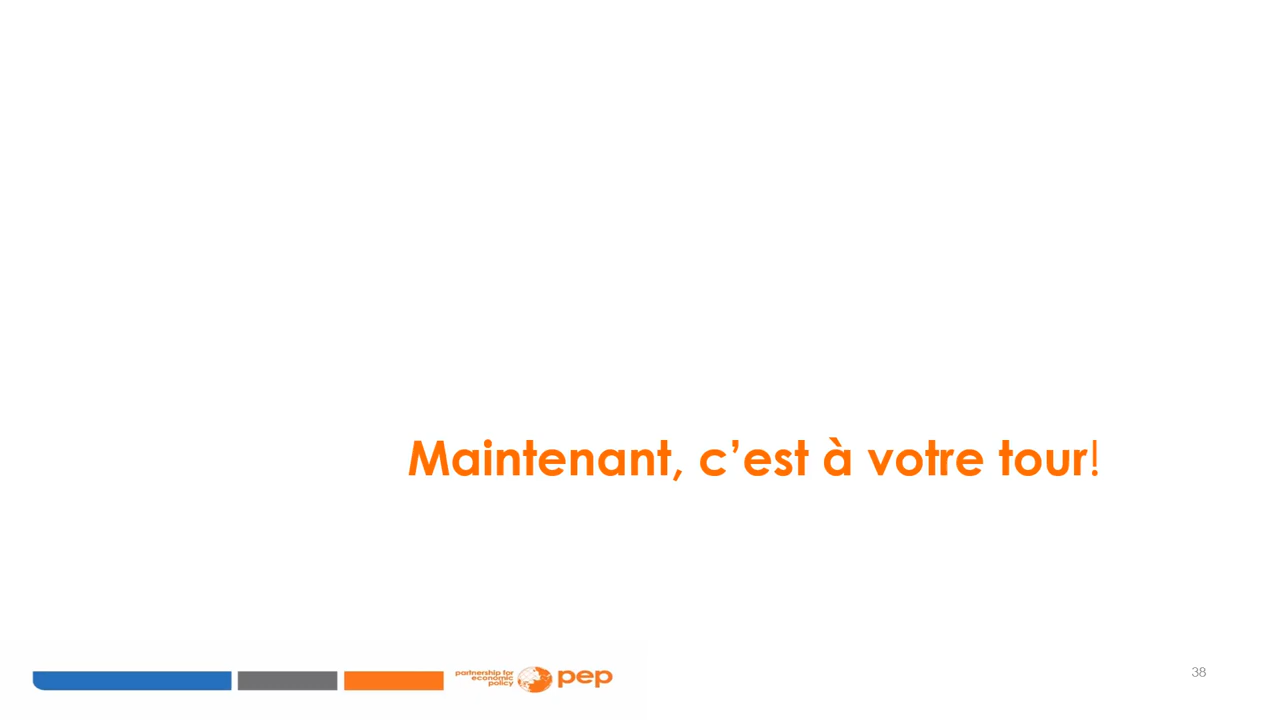 Maintenant, c’est à votre tour!
partnership for
economic
policy
pep
38